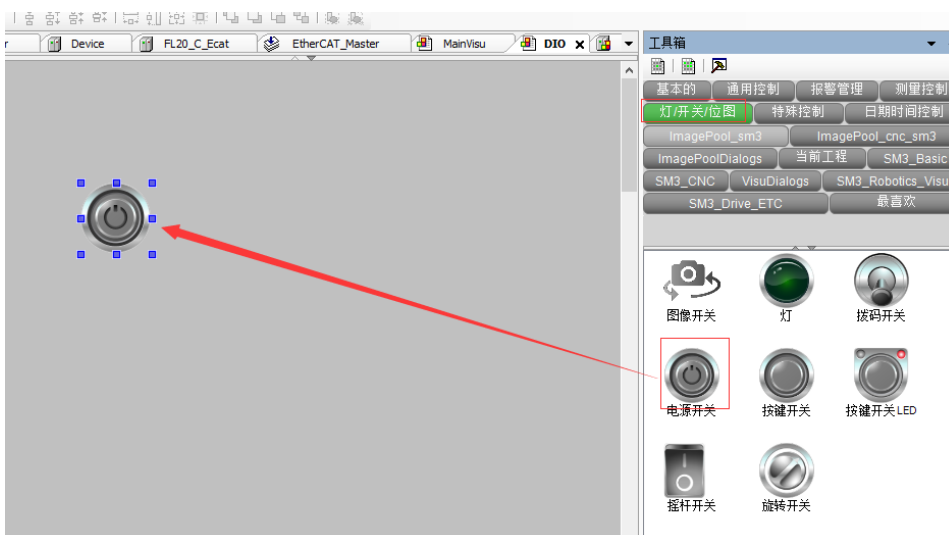 r Device FL20_C_Ecat EtherCAT_Master MainVisu DIO x
工具箱
基本的 通用控制 报警管理 测量控制
灯/开关/位图 特殊控制 日期时间控制
ImagePool_sm3 ImagePool_cnc_sm3
ImagePoolDialogs 当前工程 SM3_Basic
SM3_CNC VisuDialogs SM3_Robotics_Visu
SM3_Drive_ETC 最喜欢
图像开关 灯 拨码开关
电源开关 按键开关 按键开关LED
摇杆开关 旋转开关